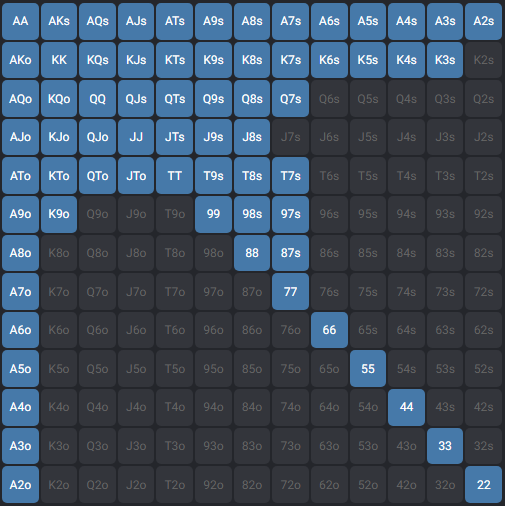 AA AKs AQs AJs ATs A9s A8s A7s A6s A5s A4s A3s A2s
AKo KK KQs KJs KTs K9s K8s K7s K6s K5s K4s K3s K2s
AQo KQo QQ QJs QTs Q9s Q8s Q7s Q6s Q5s Q4s Q3s Q2s
AJo KJo QJo JJ JTs J9s J8s J7s J6s J5s J4s J3s J2s
ATo KTo QTo JTo TT T9s T8s T7s T6s T5s T4s T3s T2s
A9o K9o Q9o J9o T9o 99 98s 97s 96s 95s 94s 93s 92s
A8o K8o Q8o J8o T8o 98o 88 87s 86s 85s 84s 83s 82s
A7o K7o Q7o J7o T7o 97o 87o 77 76s 75s 74s 73s 72s
A6o K6o Q6o J6o T6o 96o 86o 76o 66 65s 64s 63s 62s
A5o K5o Q5o J5o T5o 95o 85o 75o 65o 55 54s 53s 52s
A4o K4o Q4o J4o T4o 94o 84o 74o 64o 54o 44 43s 42s
A3o K3o Q3o J3o T3o 93o 83o 73o 63o 53o 43o 33 32s
A2o K2o Q2o J2o T2o 92o 82o 72o 62o 52o 42o 32o 22